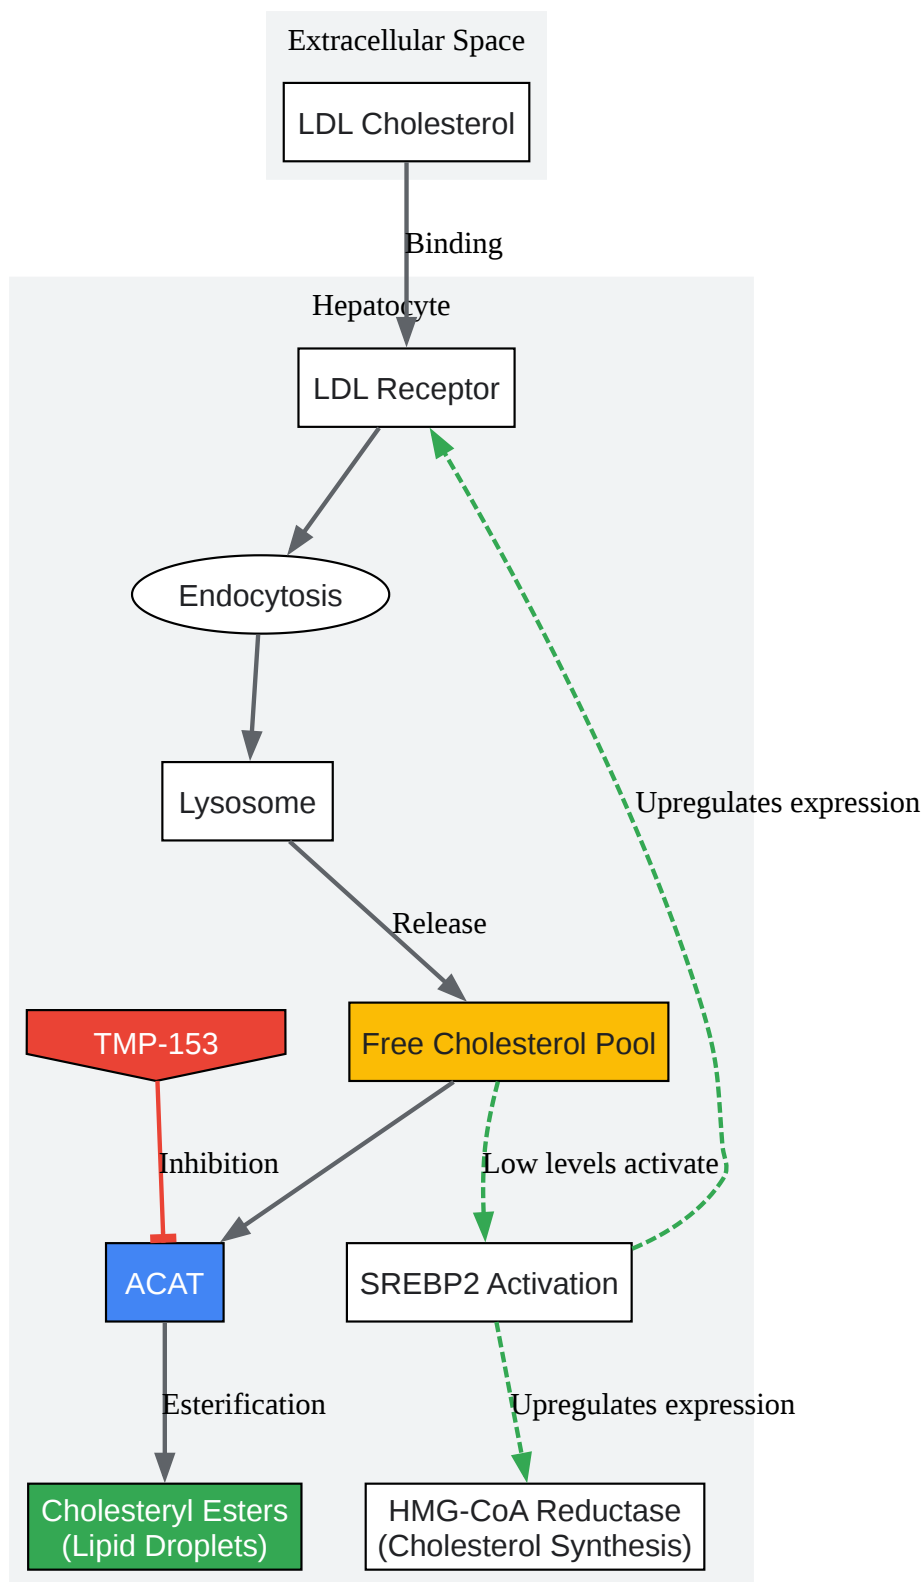 Extracellular Space
LDL Cholesterol
Binding
Hepatocyte
LDL Receptor
Endocytosis
Lysosome
Upregulates expression
Release
TMP-153
Free Cholesterol Pool
Inhibition
Low levels activate
ACAT
SREBP2 Activation
Esterification
Upregulates expression
Cholesteryl Esters
(Lipid Droplets)
HMG-CoA Reductase
(Cholesterol Synthesis)